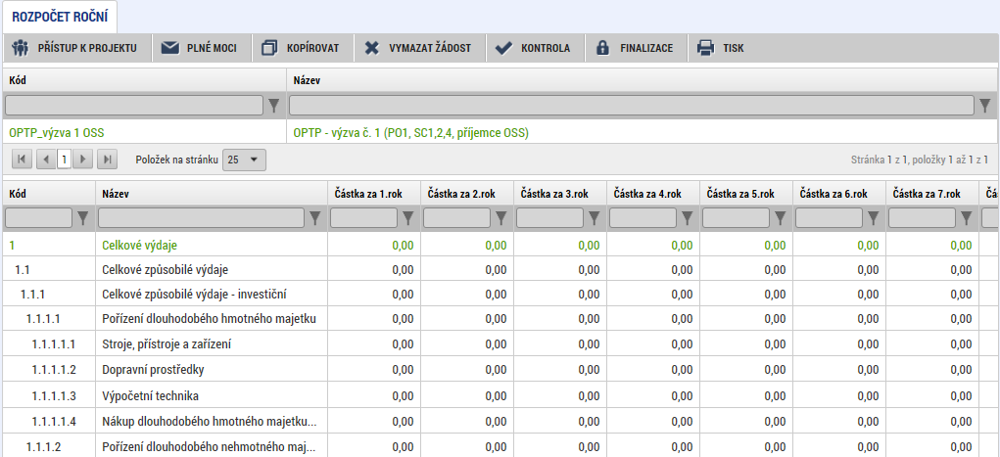 ROZPOČET ROČNÍ
PŘÍSTUP K PROJEKTU PLNÉ MOCI KOPÍROVAT VYMAZAT ŽÁDOST KONTROLA FINALIZACE TISK
Kód Název
OPTP_výzva 1 OSS OPTP - výzva č. 1 (PO1, SC1,2,4, příjemce OSS)
1 Položek na stránku 25 Stránka 1 z 1, položky 1 až 1 z 1
Kód Název Částka za 1.rok Částka za 2.rok Částka za 3.rok Částka za 4.rok Částka za 5.rok Částka za 6.rok Částka za 7.rok Čá
1 Celkové výdaje 0,00 0,00 0,00 0,00 0,00 0,00 0,00
1.1 Celkové způsobilé výdaje 0,00 0,00 0,00 0,00 0,00 0,00 0,00
1.1.1 Celkové způsobilé výdaje - investiční 0,00 0,00 0,00 0,00 0,00 0,00 0,00
1.1.1.1 Pořízení dlouhodobého hmotného majetku 0,00 0,00 0,00 0,00 0,00 0,00 0,00
1.1.1.1.1 Stroje, přístroje a zařízení 0,00 0,00 0,00 0,00 0,00 0,00 0,00
1.1.1.1.2 Dopravní prostředky 0,00 0,00 0,00 0,00 0,00 0,00 0,00
1.1.1.1.3 Výpočetní technika 0,00 0,00 0,00 0,00 0,00 0,00 0,00
1.1.1.1.4 Nákup dlouhodobého hmotného majetku... 0,00 0,00 0,00 0,00 0,00 0,00 0,00
1.1.1.2 Pořízení dlouhodobého nehmotného maj... 0,00 0,00 0,00 0,00 0,00 0,00 0,00